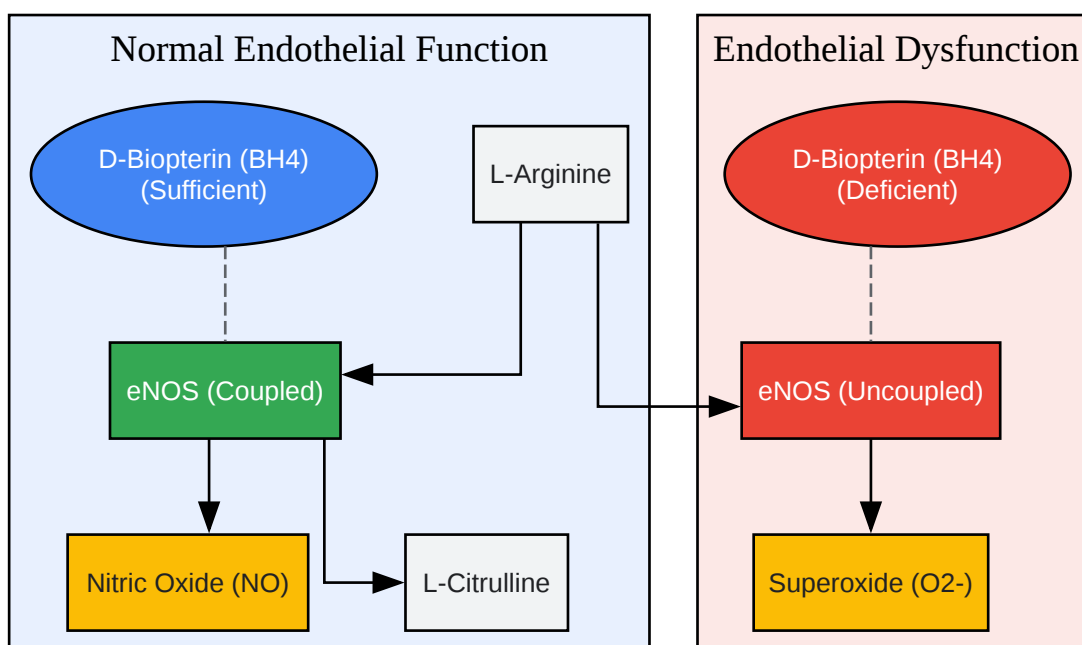 Normal Endothelial Function
Endothelial Dysfunction
D-Biopterin (BH4)
(Sufficient)
L-Arginine
D-Biopterin (BH4)
(Deficient)
eNOS (Coupled)
eNOS (Uncoupled)
Nitric Oxide (NO)
L-Citrulline
Superoxide (O2-)